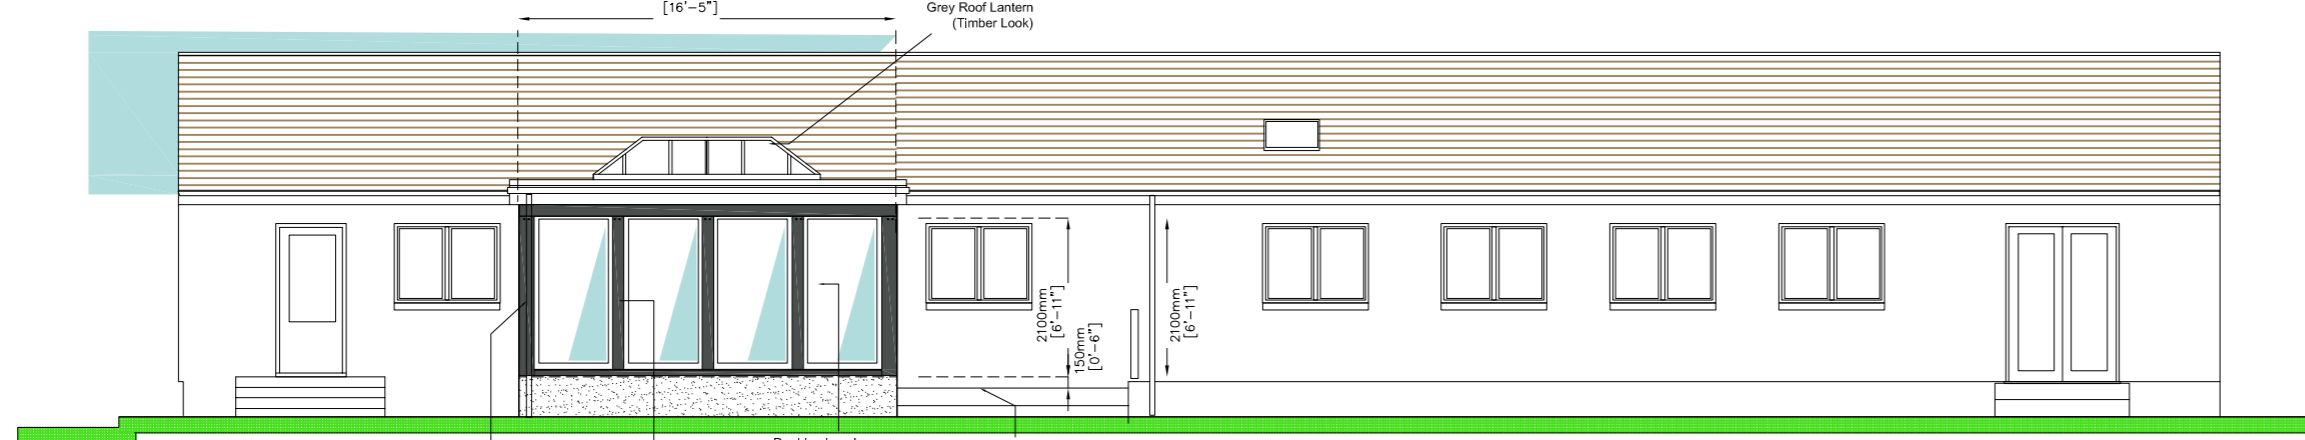 [16'-5"]
Grey Roof Lantern
(Timber Look)
2100mm
[6'-11"]
150mm
[0'-6"]
2100mm
[6'-11"]